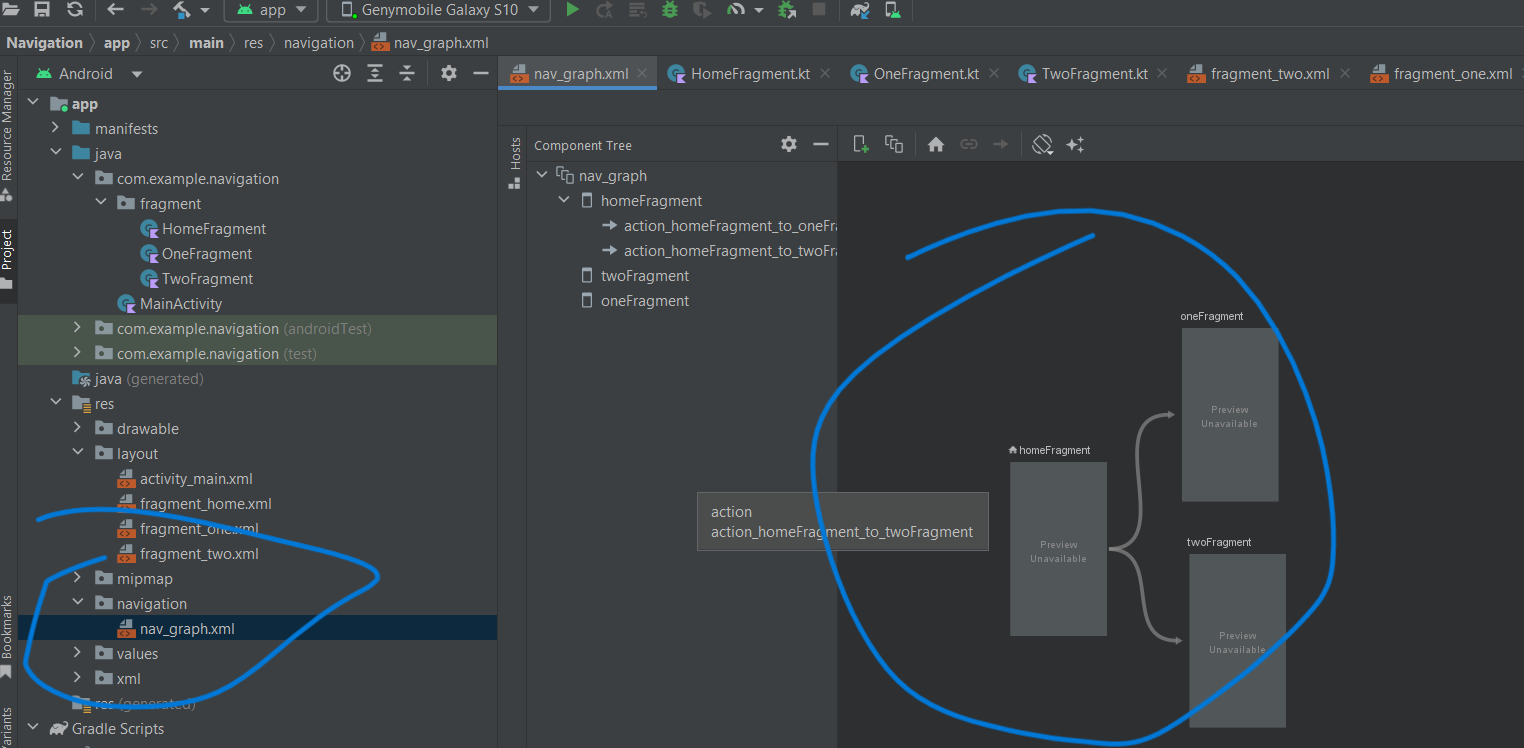 app
Genymobile Galaxy S10
Navigation
app
src
main
res
navigation
nav_graph.xml
Resource Manager
Project
Bookmarks
Android
app
manifests
java
com.example.navigation
fragment
HomeFragment
OneFragment
TwoFragment
MainActivity
com.example.navigation (androidTest)
com.example.navigation (test)
java (generated)
res
drawable
layout
activity_main.xml
fragment_home.xml
fragment_one.xml
fragment_two.xml
mipmap
navigation
nav_graph.xml
values
xml
res (generated)
Gradle Scripts
nav_graph.xml
HomeFragment.kt
OneFragment.kt
TwoFragment.kt
fragment_two.xml
fragment_one.xml
Hosts
Component Tree
nav_graph
homeFragment
action_homeFragment_to_oneFr
action_homeFragment_to_twoFr
twoFragment
oneFragment
action
action_homeFragment_to_twoFragment
oneFragment
Preview
Unavailable
homeFragment
Preview
Unavailable
twoFragment
Preview
Unavailable